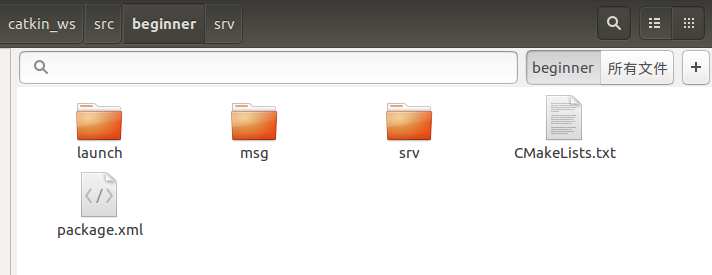 catkin_ws src beginner srv
beginner 所有文件
launch msg srv CMakeLists.txt
package.xml